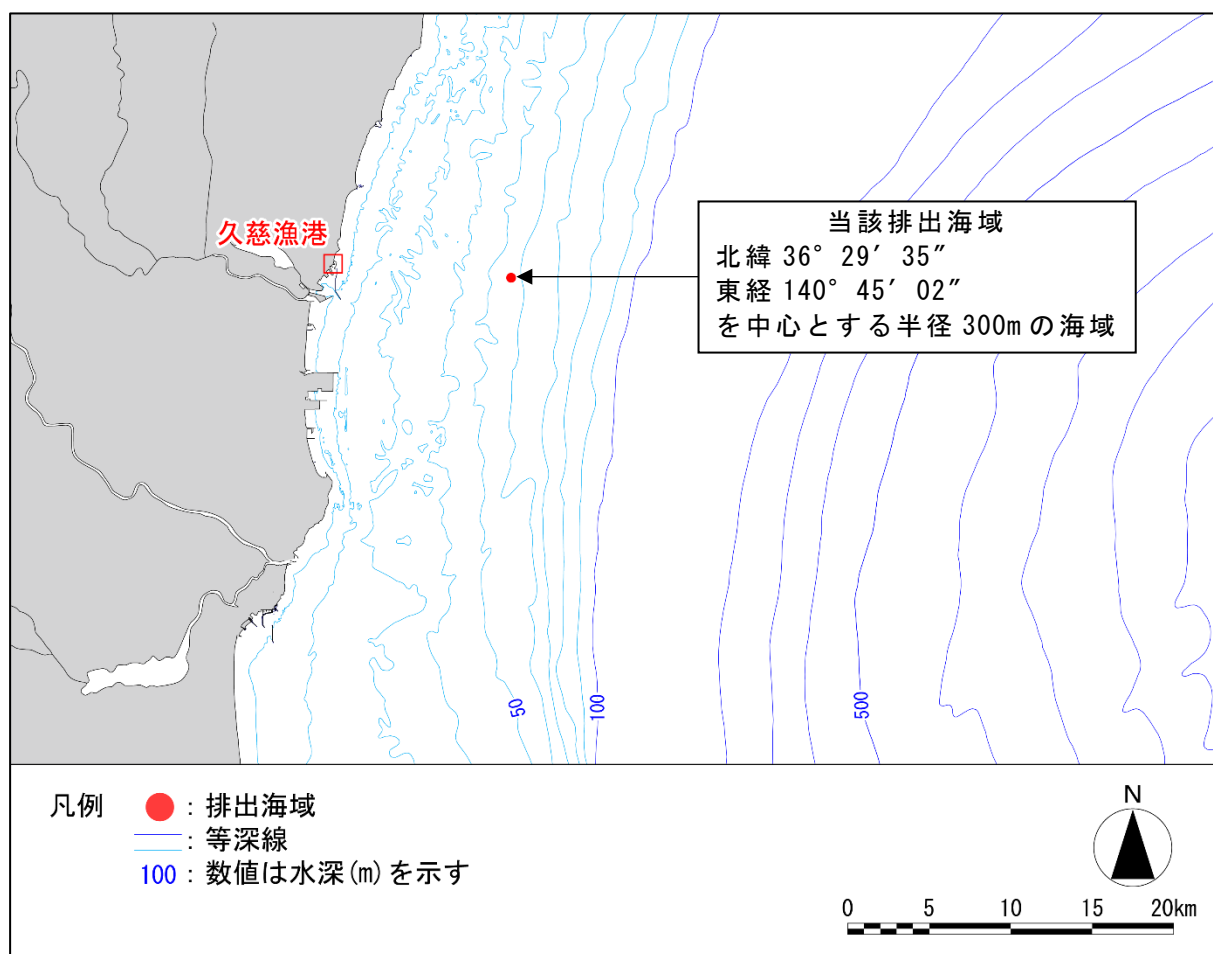 久慈漁港
当該排出海域
北緯 36° 29′ 35″
東経 140° 45′ 02″
を中心とする半径 300m の海域
50
100
500
凡例
：排出海域
：等深線
100：数値は水深(m)を示す
N
0 5 10 15 20km